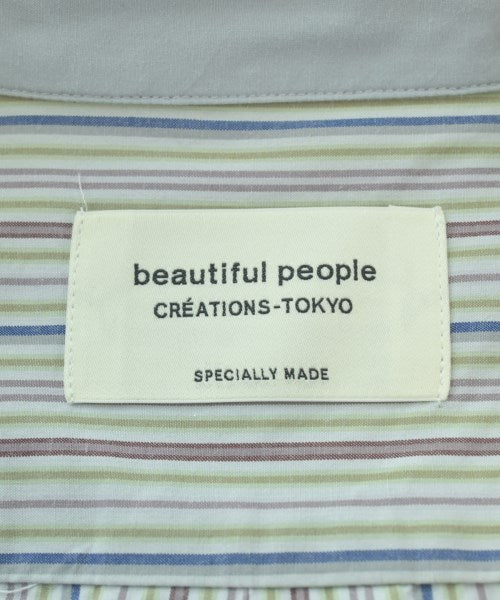 beautiful people
CRÉATIONS-TOKYO
SPECIALLY MADE